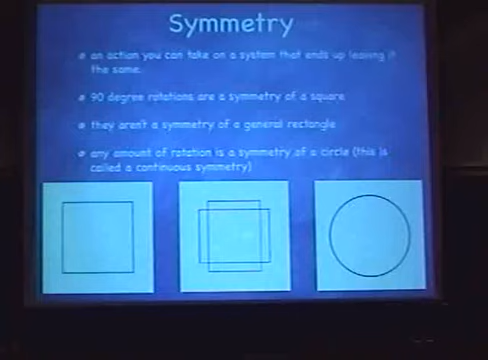 Symmetry
an action you can take on a system that ends up leaving it
the same.
90 degree rotations are a symmetry of a square
they aren't a symmetry of a general rectangle
any amount of rotation is a symmetry of a circle (this is
called a continuous symmetry)